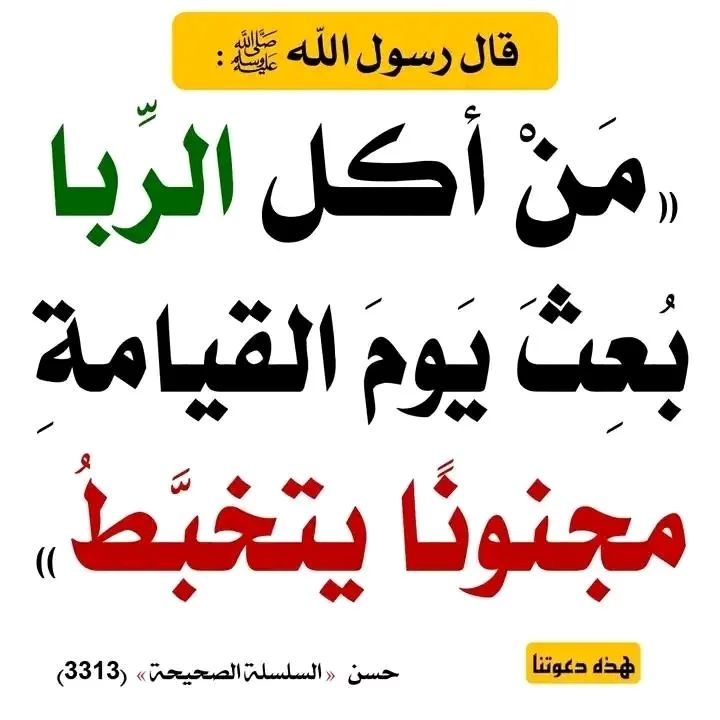 قال رسول الله ﷺ :
(( مَنْ أكل الرِّبا
بُعِثَ يَومَ القيامةِ
مجنونًا يتخبَّطُ ))
حسن «السلسلة الصحيحة» (3313)
هذه دعوتنا